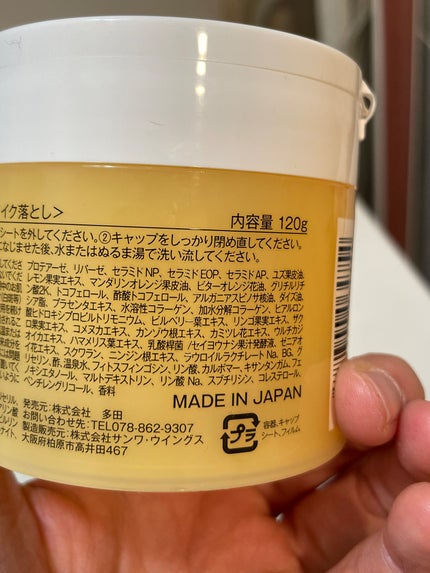 イク落とし＞
内容量 120g
シートを外してください。②キャップをしっかり閉め直してください。
になじませた後、水またはぬるま湯で洗い流してください。
プロテアーゼ、リパーゼ、セラミドNP、セラミドEOP、セラミドAP、ユズ果皮油、
レモン果実エキス、マンダリンオレンジ果皮油、ビターオレンジ花油、グリチルリチ
ン酸2K、トコフェロール、酢酸トコフェロール、アルガニアスピノサ核油、ダイズ油、
シア脂、プラセンタエキス、水溶性コラーゲン、加水分解コラーゲン、ヒアルロン
酸ヒドロキシプロピルトリモニウム、ビルベリー葉エキス、リンゴ果実エキス、ザク
ロ果実エキス、コメヌカエキス、カンゾウ根エキス、カミツレ花エキス、ウルチカジ
オイカエキス、ハマメリス葉エキス、乳酸桿菌/セイヨウナシ果汁発酵液、ゼニアオ
イエキス、スクワラン、ニンジン根エキス、ラウロイルラクチレートNa、BG、グ
リセリン、酢、温泉水、フィトスフィンゴシン、リン酸、カルボマー、キサンタンガム、フェ
ノキシエタノール、マルトデキストリン、リン酸Na、スブチリシン、コレステロール、
ペンチレングリコール、香料
MADE IN JAPAN
発売元:株式会社 多田
お問い合わせ先:TEL078-862-9307
製造販売元:株式会社サンワ・ウイングス
大阪府柏原市高井田467
プラ
容器、キャップ
シート、フィルム